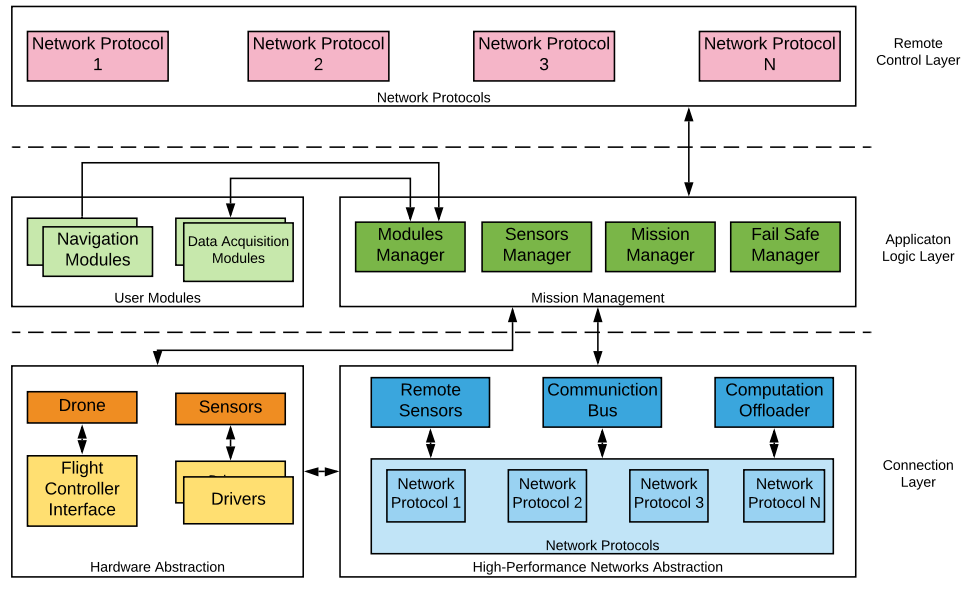 Network Protocol
1
Network Protocol
2
Network Protocol
3
Network Protocol
N
Network Protocols
Remote
Control Layer
Navigation
Modules
Data Acquisition
Modules
User Modules
Modules
Manager
Sensors
Manager
Mission
Manager
Fail Safe
Manager
Mission Management
Applicaton
Logic Layer
Drone
Sensors
Flight
Controller
Interface
Drivers
Hardware Abstraction
Remote
Sensors
Communiction
Bus
Computation
Offloader
Network
Protocol 1
Network
Protocol 2
Network
Protocol 3
Network
Protocol N
Network Protocols
High-Performance Networks Abstraction
Connection
Layer